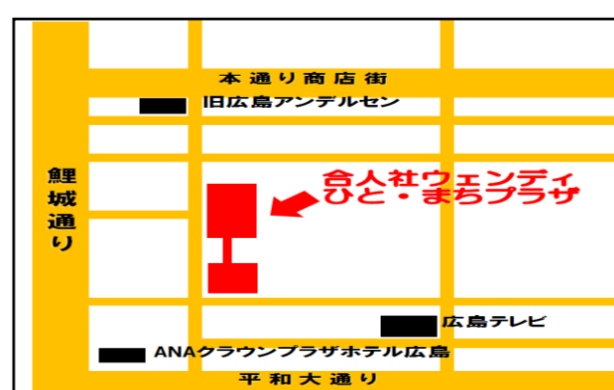 本通り商店街
旧広島アンデルセン
鯉城通り
合人社ウェンディ
ひと・まちプラザ
広島テレビ
ANAクラウンプラザホテル広島
平和大通り